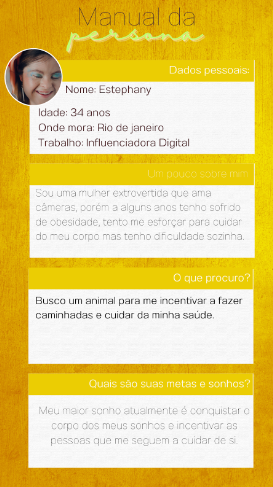 Manual da
persona
Dados pessoais:
Nome: Estephany
Idade: 34 anos
Onde mora: Rio de janeiro
Trabalho: Influenciadora Digital
Um pouco sobre mim:
Sou uma mulher extrovertida que ama
câmeras, porém a alguns anos tenho sofrido
de obesidade, tento me esforçar para cuidar
do meu corpo mas tenho dificuldade sozinha.
O que procuro?
Busco um animal para me incentivar a fazer
caminhadas e cuidar da minha saúde.
Quais são suas metas e sonhos?
Meu maior sonho atualmente é conquistar o
corpo dos meus sonhos e incentivar as
pessoas que me seguem a cuidar de si.